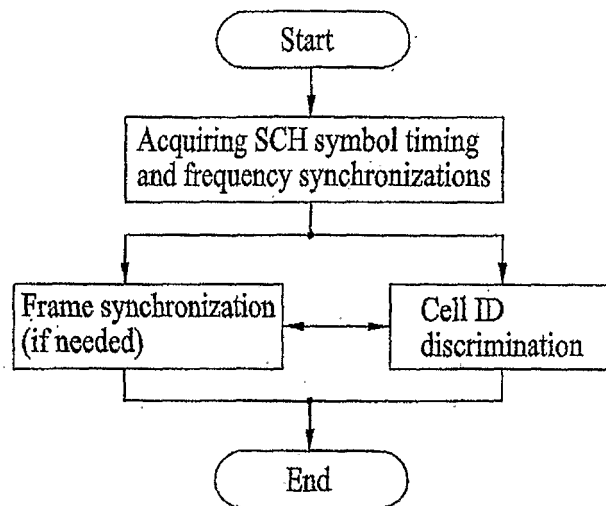 Start
Acquiring SCH symbol timing
and frequency synchronizations
Frame synchronization
(if needed)
Cell ID
discrimination
End